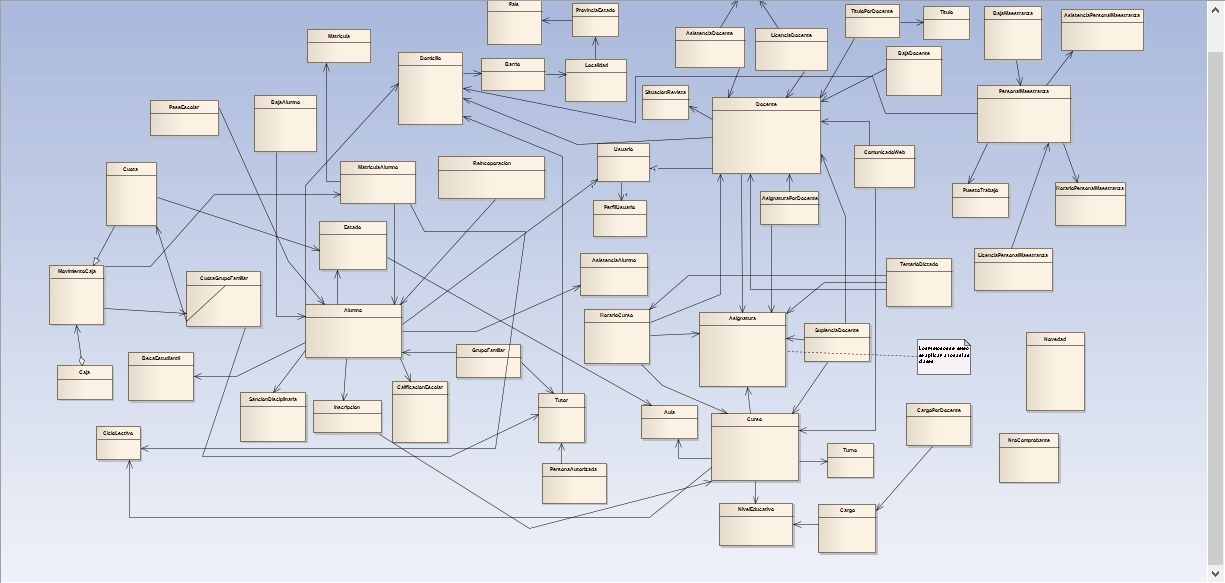 Pais
ProvinciaEstado
TituloPorDocente
Titulo
BajaMaestranza
AsistenciaPersonalMaestranza
Matricula
AsistenciaDocente
LicenciaDocente
Domicilio
Barrio
Localidad
BajaDocente
SituacionRevista
PersonalMaestranza
PaseEscolar
BajaAlumno
Docente
Usuario
ComunicadoWeb
Cuota
MatriculaAlumno
Reincoporacion
PuestoTrabajo
HorarioPersonalMaestranza
AsignaturaPorDocente
PerfilUsuario
Estado
LicenciaPersonalMaestranza
AsistenciaAlumno
TemarioDictado
MovimientoCaja
CuotaGrupoFamiliar
Alumno
HorarioCurso
Asignatura
SuplenciaDocente
Novedad
GrupoFamiliar
BecaEstudiantil
Caja
CalificacionEscolar
SancionDisciplinaria
Inscripcion
Tutor
Aula
Curso
CargoPorDocente
CicloLectivo
NroComprobante
Turno
PersonaAutorizada
NivelEducativo
Cargo